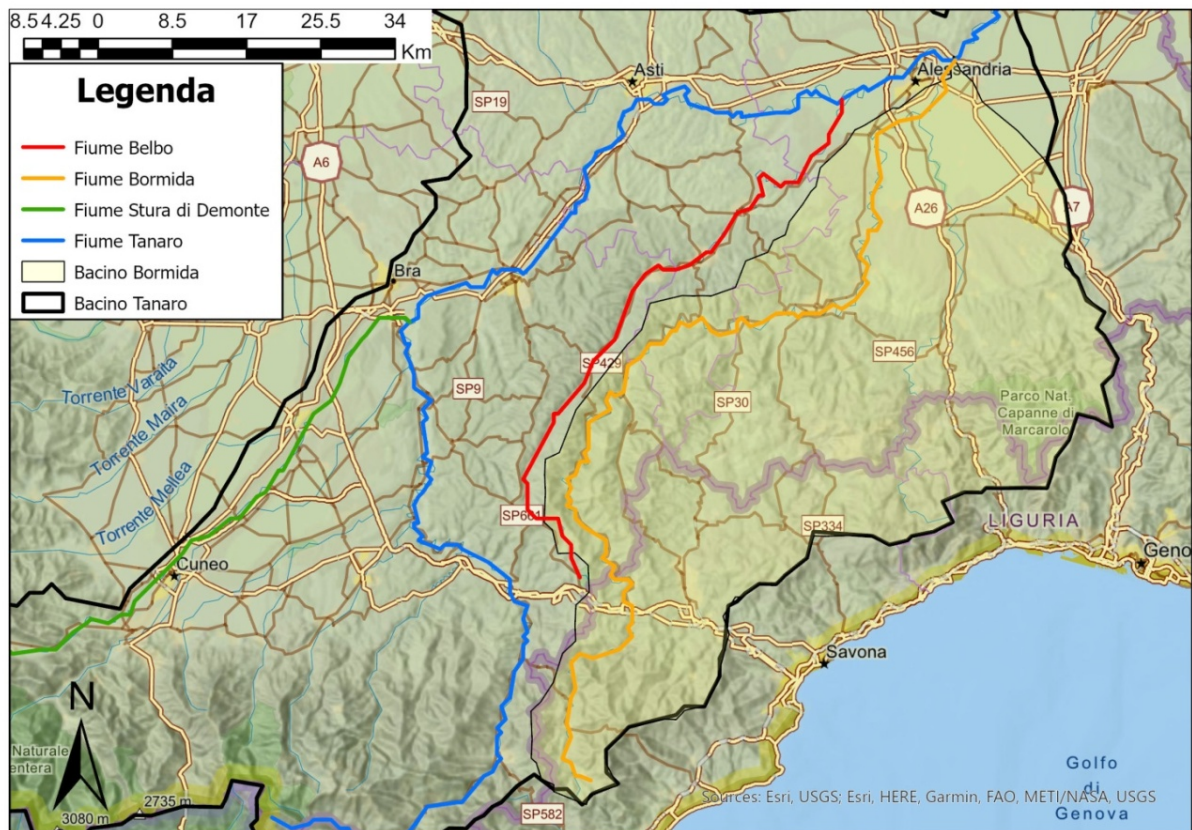 8.5 4.25 0 8.5 17 25.5 34
Km
Legenda
Fiume Belbo
Fiume Bormida
Fiume Stura di Demonte
Fiume Tanaro
Bacino Bormida
Bacino Tanaro
Asti
Alessandria
SP19
A6
A26
A7
Bra
SP429
SP456
SP9
SP30
Parco Nat.
Capanne di
Marcarolo
Torrente Varaita
Torrente Maira
Torrente Mellea
SP661
SP334
LIGURIA
Cuneo
Geno
Savona
N
Naturale
entera
2735 m
3080 m
SP582
Golfo
di
Genova
Sources: Esri, USGS; Esri, HERE, Garmin, FAO, METI/NASA, USGS